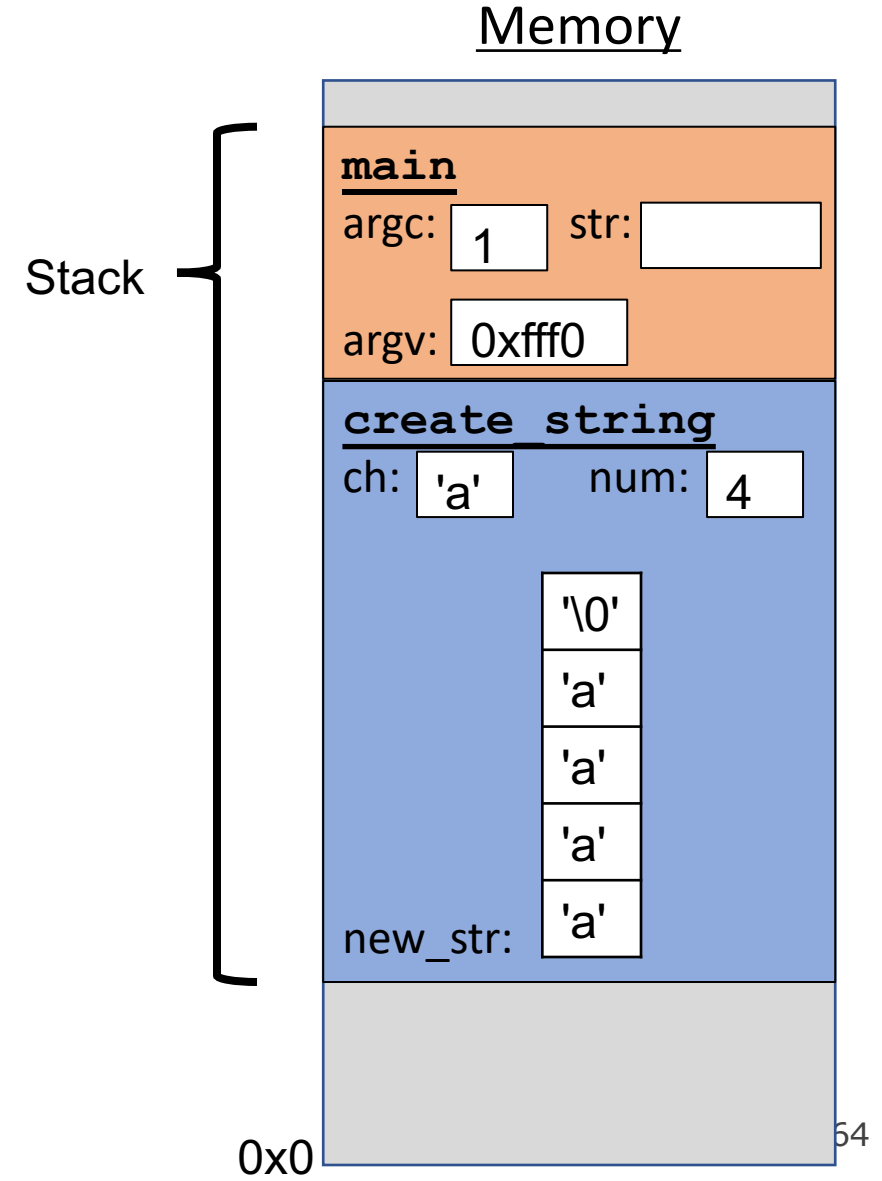 Memory
main
argc: 1 str:
Stack
argv: 0xfff0
create_string
ch: 'a' num: 4
'\0'
'a'
'a'
'a'
new_str: 'a'
64
0x0